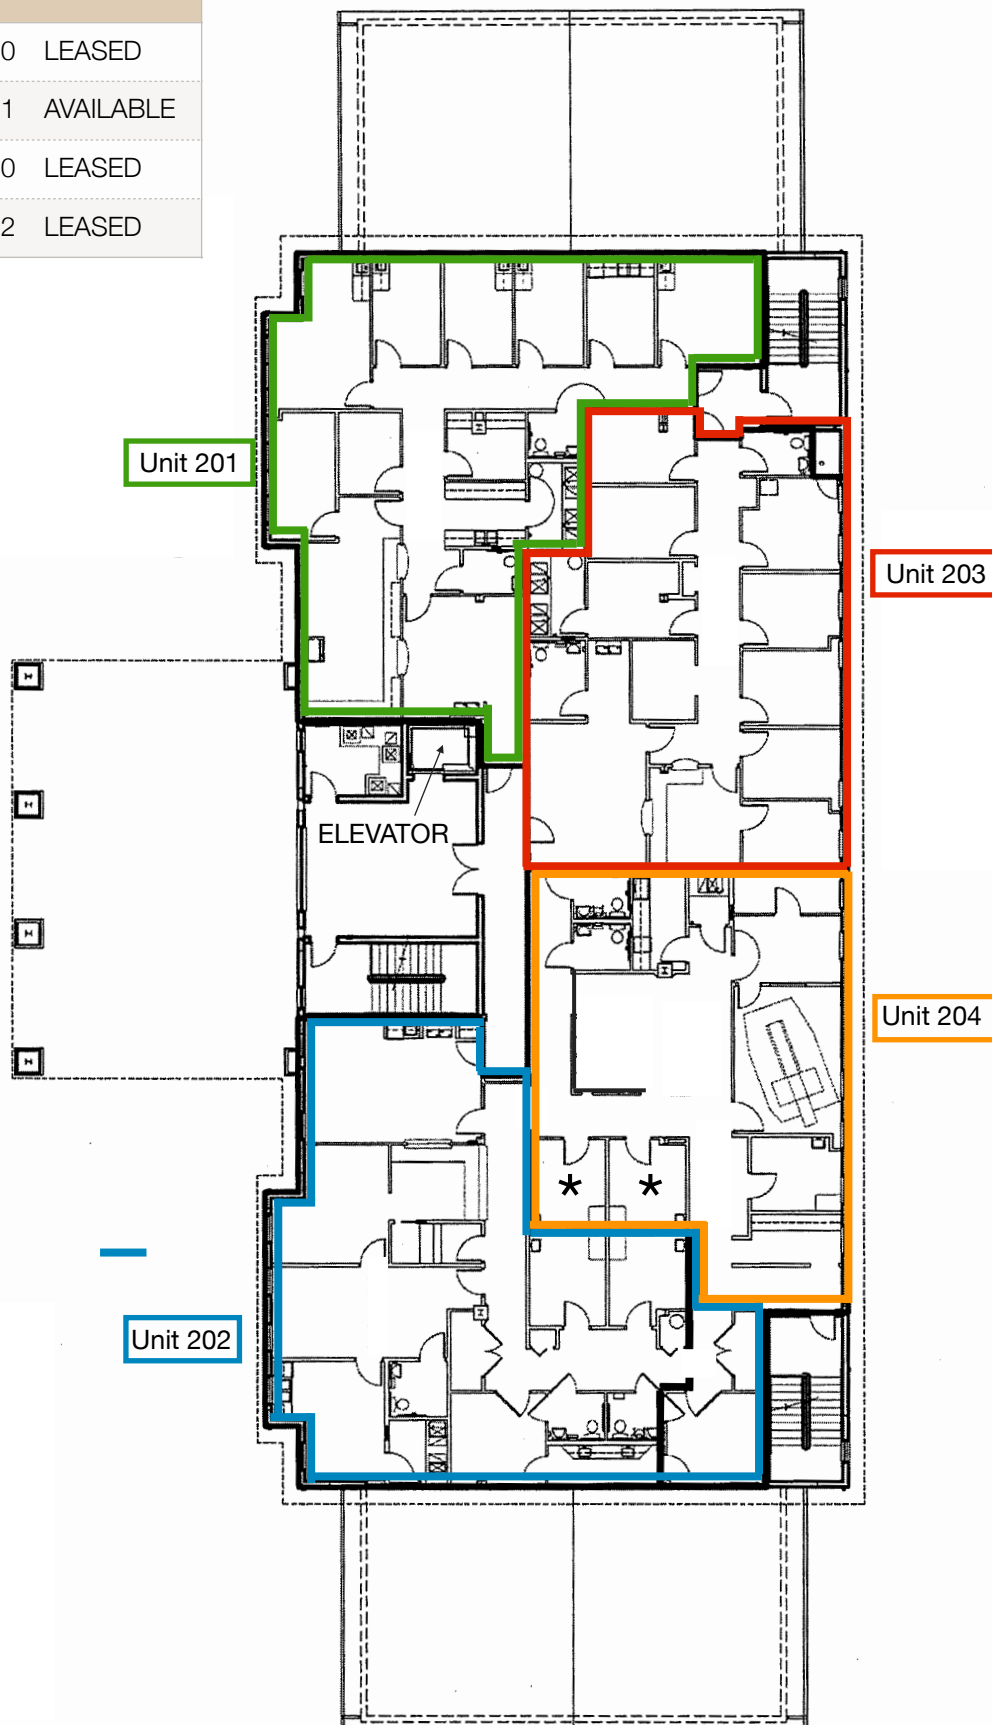 0 LEASED
1 AVAILABLE
0 LEASED
2 LEASED
Unit 201
Unit 203
ELEVATOR
Unit 204
* *
Unit 202